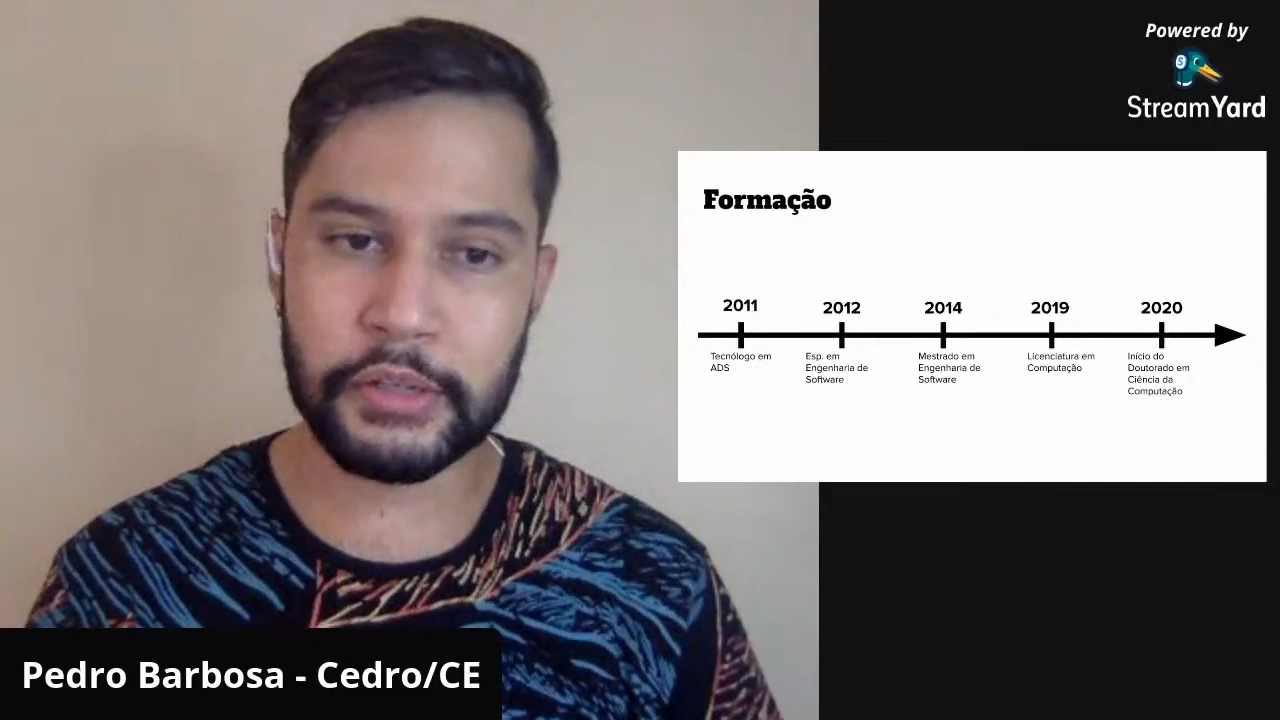 Powered by
StreamYard
Formação
2011
2012
2014
2019
2020
Tecnólogo em
ADS
Esp. em
Engenharia de
Software
Mestrado em
Engenharia de
Software
Licenciatura em
Computação
Início do
Doutorado em
Ciência da
Computação
Pedro Barbosa - Cedro/CE